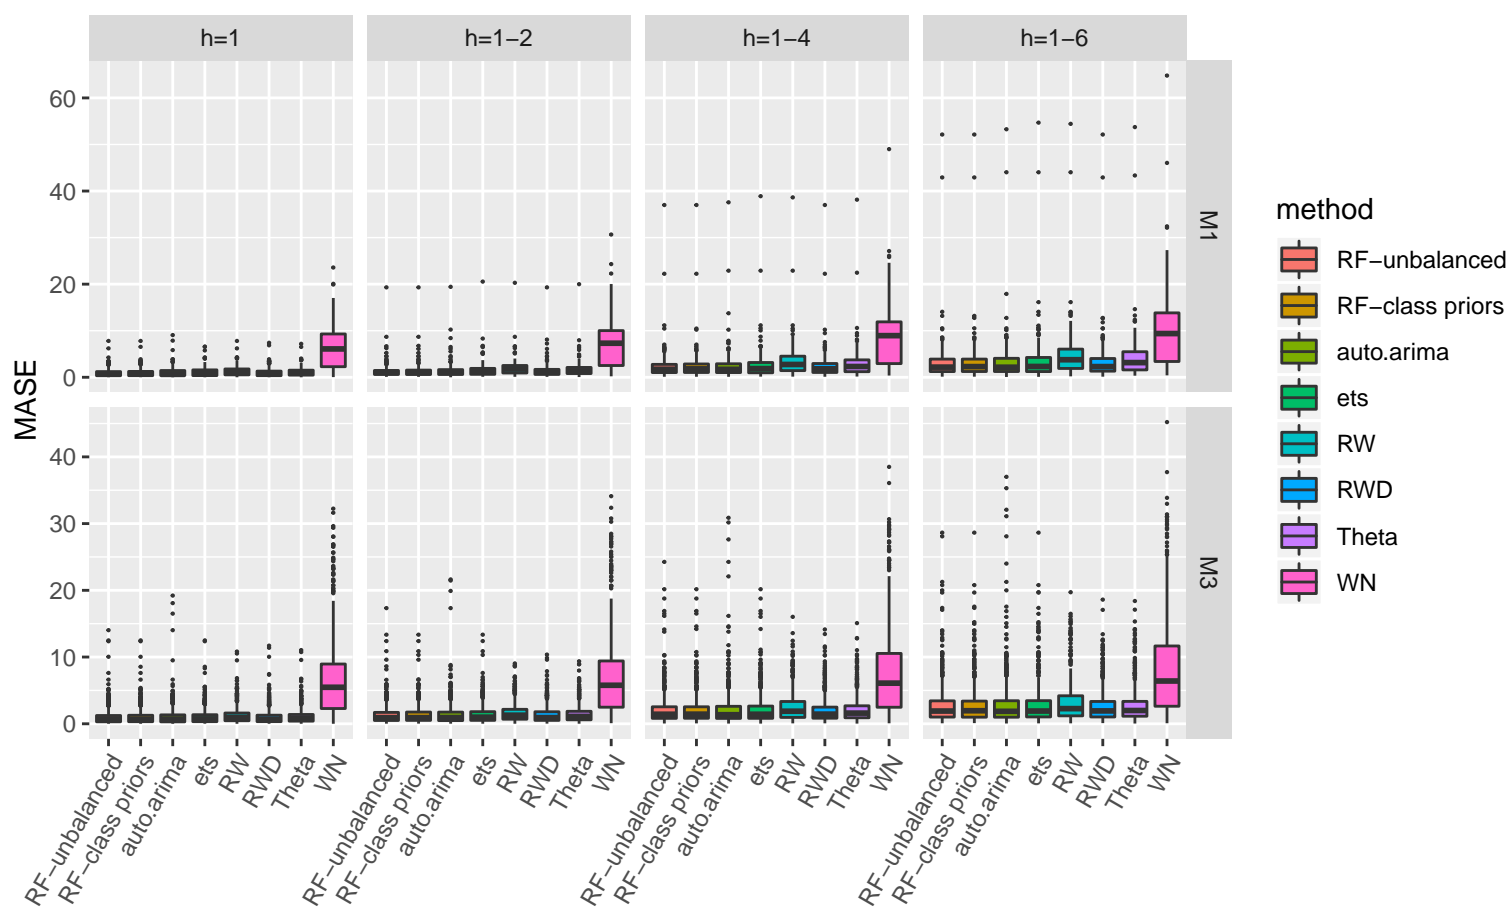 h=1
h=1−2
h=1−4
h=1−6
MASE
60
40
20
0
M1
40
30
20
10
0
M3
RF−unbalanced
RF−class priors
auto.arima
ets
RW
RWD
Theta
WN
RF−unbalanced
RF−class priors
auto.arima
ets
RW
RWD
Theta
WN
RF−unbalanced
RF−class priors
auto.arima
ets
RW
RWD
Theta
WN
RF−unbalanced
RF−class priors
auto.arima
ets
RW
RWD
Theta
WN
method
RF−unbalanced
RF−class priors
auto.arima
ets
RW
RWD
Theta
WN